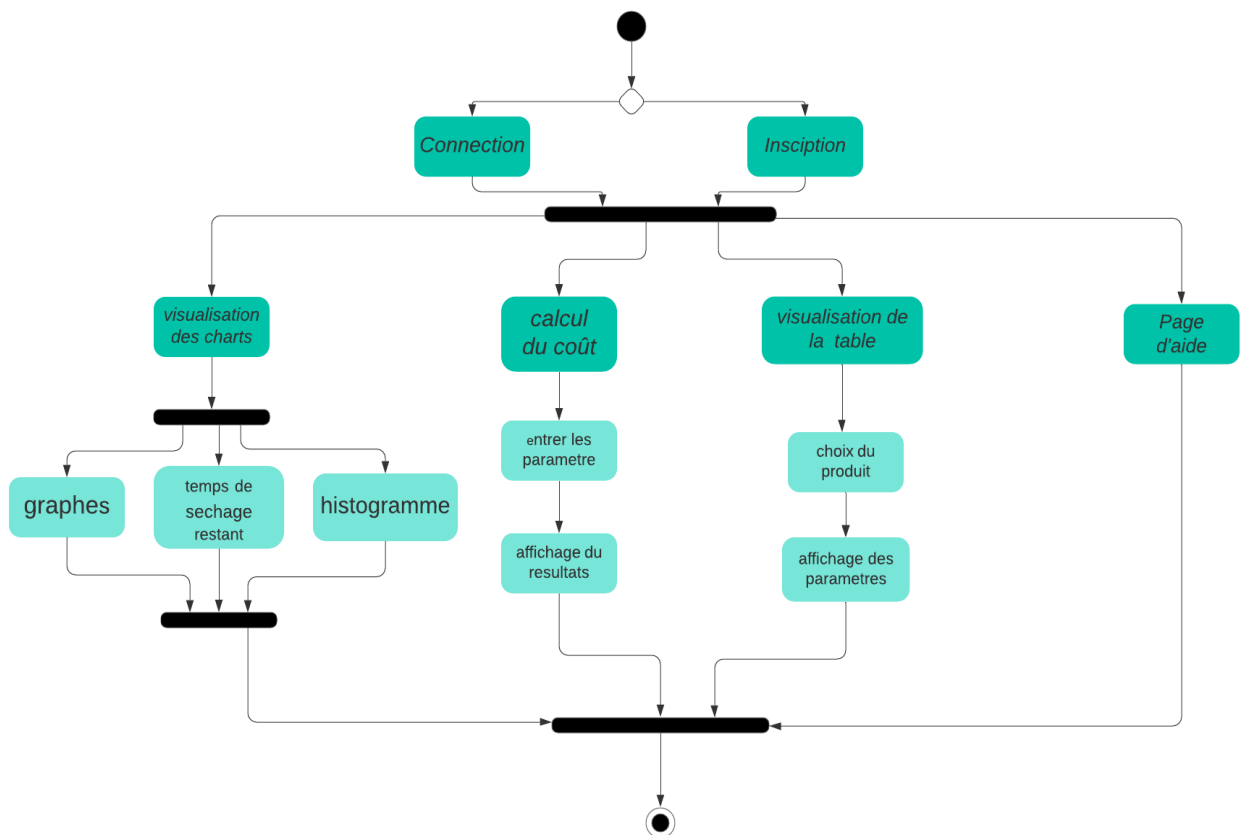 Connection
Insciption
visualisation
des charts
calcul
du coût
visualisation de
la table
Page
d'aide
entrer les
parametre
choix du
produit
graphes
temps de
sechage
restant
histogramme
affichage du
resultats
affichage des
parametres